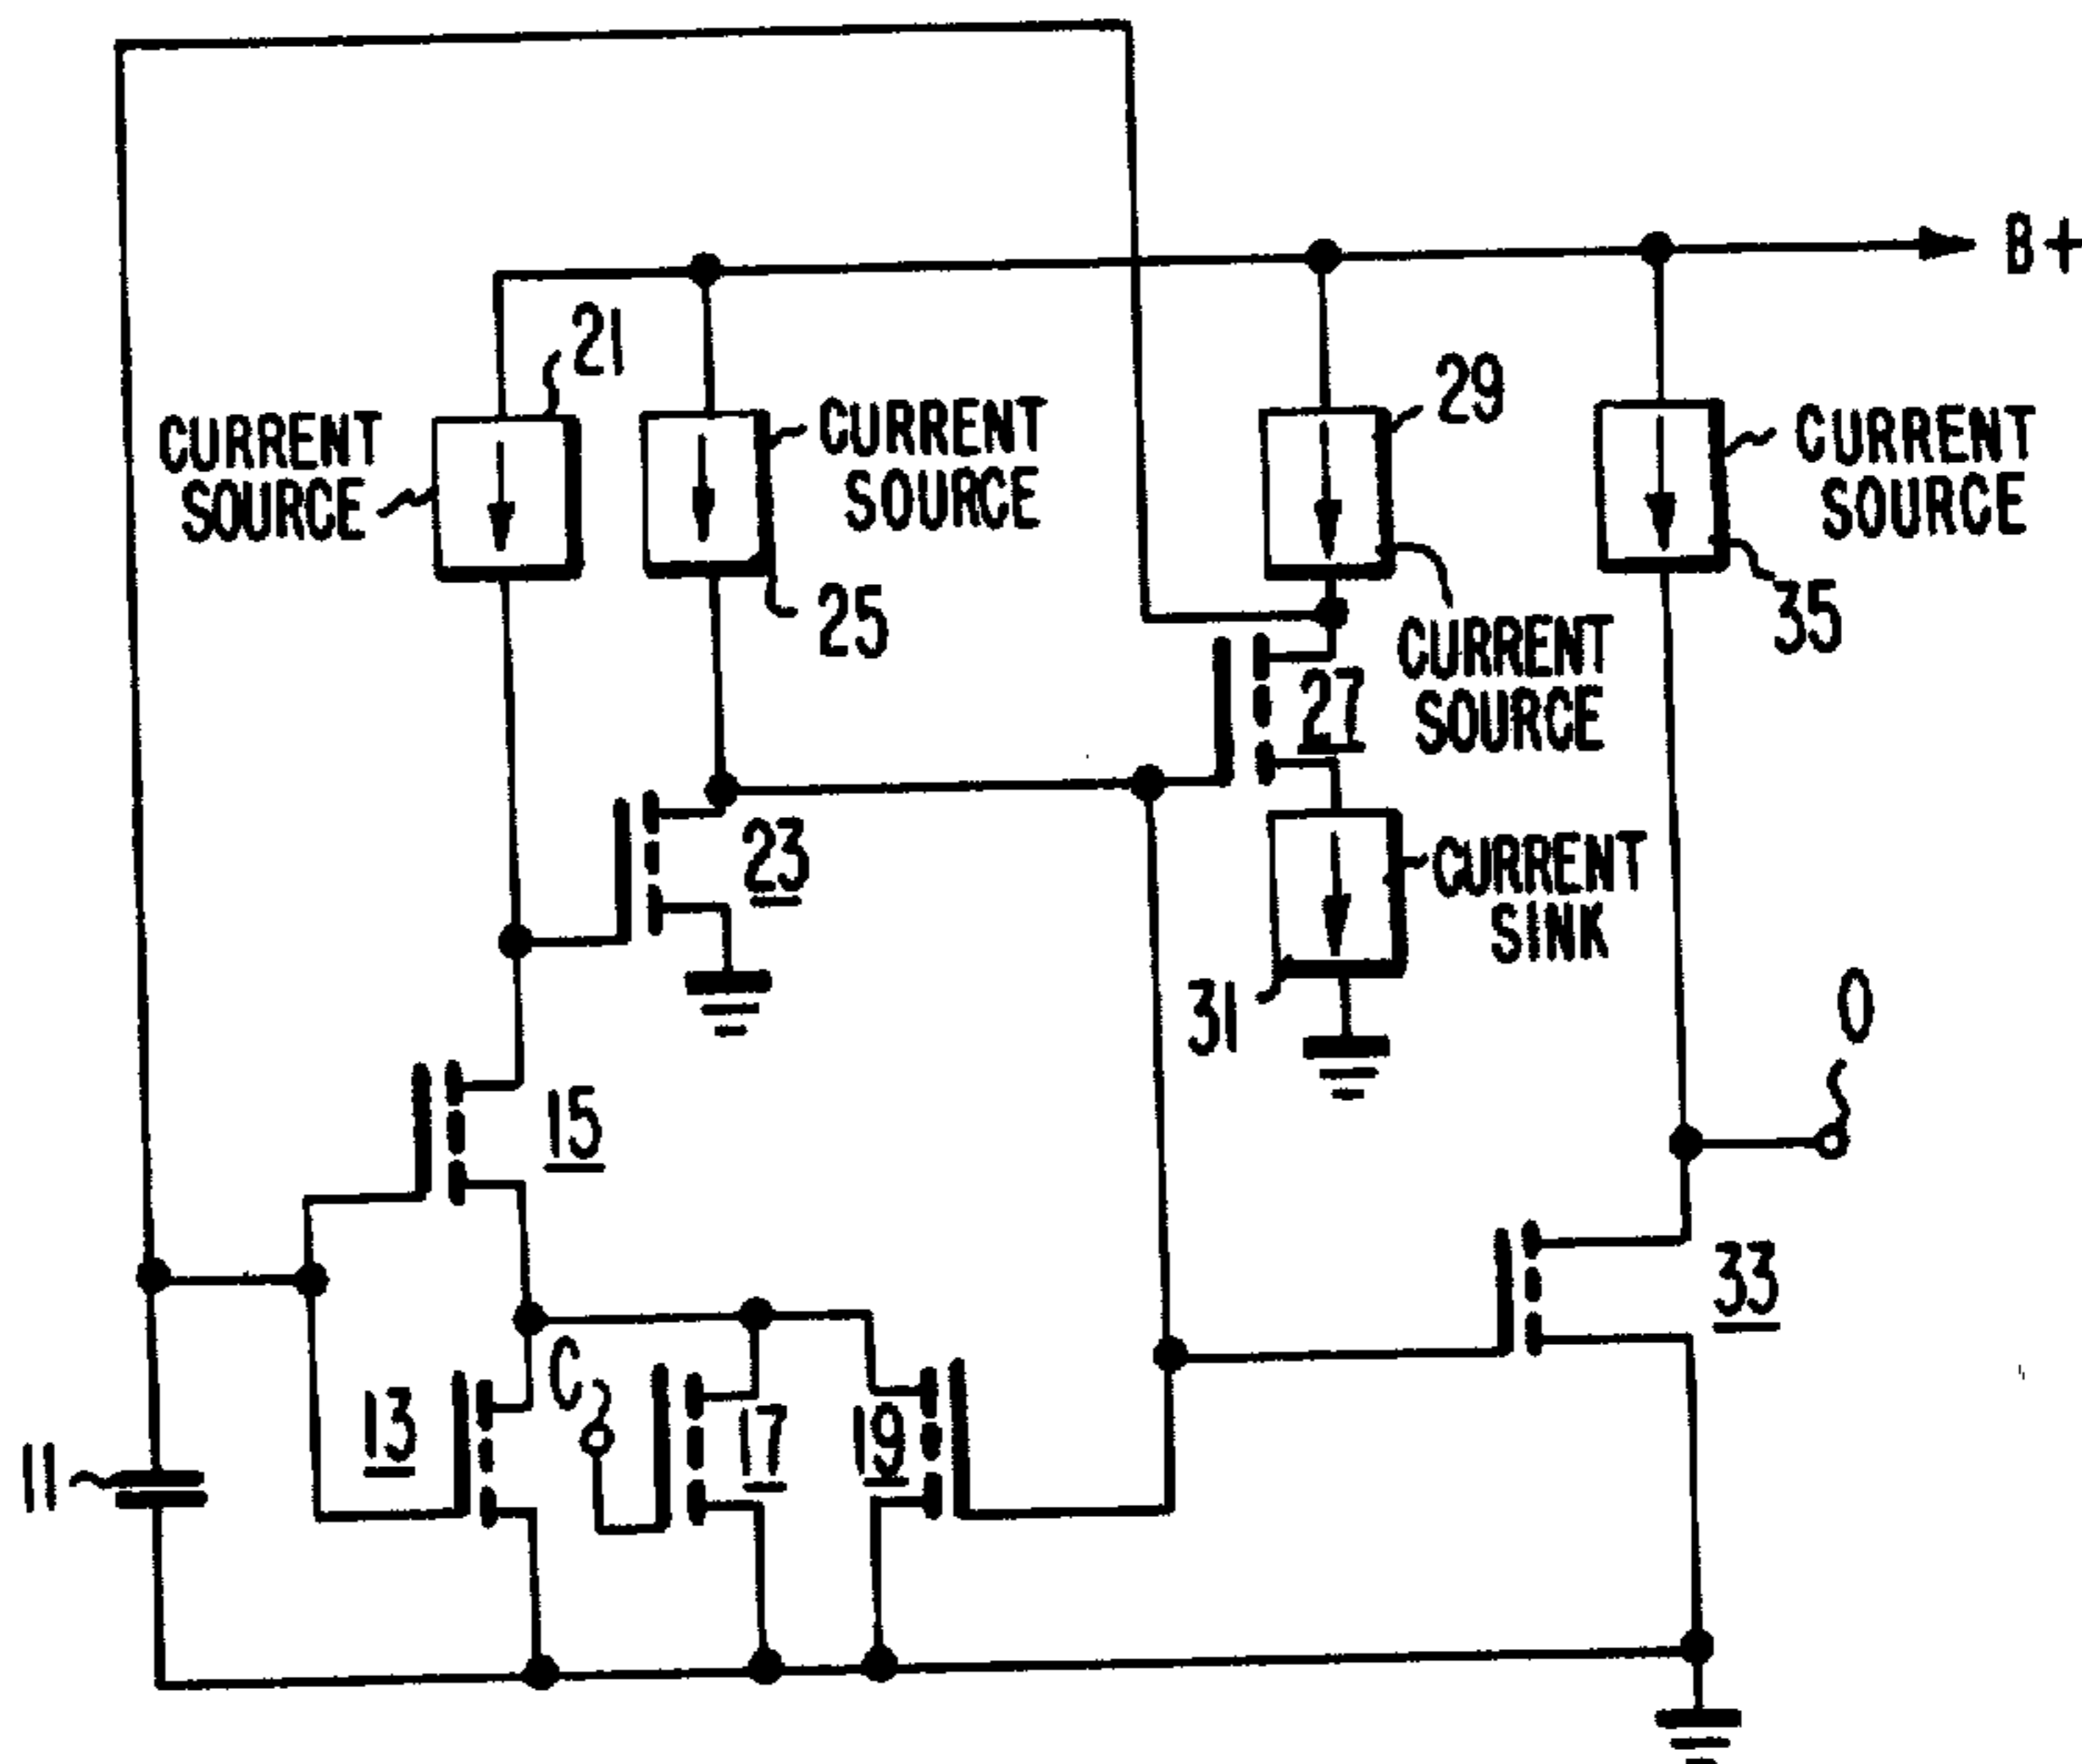 B+
21
29
CURRENT
SOURCE
CURRENT
SOURCE
CURRENT
SOURCE
25
35
CURRENT
SOURCE
27
23
CURRENT
SINK
31
O
15
33
C
13
17
19
11